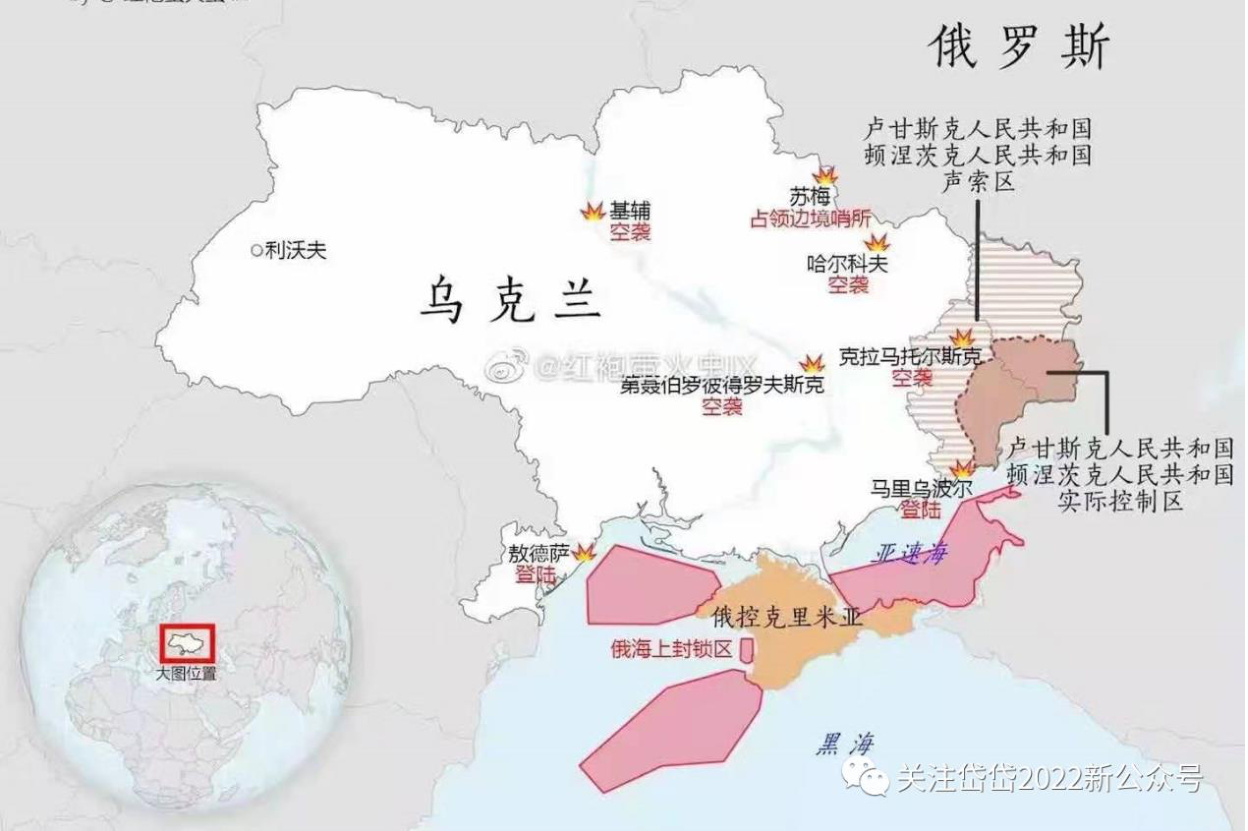 俄罗斯
卢甘斯克人民共和国
顿涅茨克人民共和国
声索区
苏梅
占领边境哨所
基辅
空袭
利沃夫
哈尔科夫
空袭
乌克兰
克拉马托尔斯克
空袭
@红袍萤火虫IX
第聂伯罗彼得罗夫斯克
空袭
卢甘斯克人民共和国
顿涅茨克人民共和国
实际控制区
马里乌波尔
登陆
敖德萨
登陆
亚速海
俄控克里米亚
俄海上封锁区
大图位置
黑海
关注岱岱2022新公众号